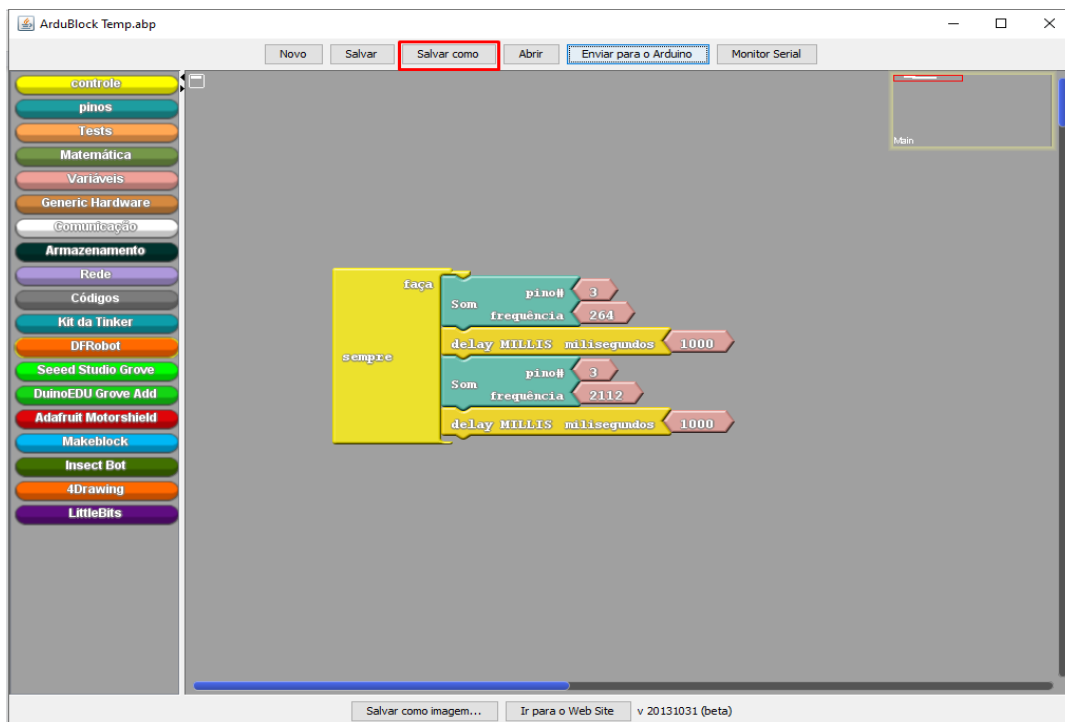 ArduBlock Temp.abp
Novo Salvar Salvar como Abrir Enviar para o Arduino Monitor Serial
controle
pinos
Tests
Matemática
Variáveis
Generic Hardware
Comunicação
Armazenamento
Rede
Códigos
Kit da Tinker
DFRobot
Seeed Studio Grove
DuinoEDU Grove Add
Adafruit Motorshield
Makeblock
Insect Bot
4Drawing
LittleBits
Main
sempre
faça
Som
pino# 3
frequência 264
delay MILLIS milisegundos 1000
Som
pino# 3
frequência 2112
delay MILLIS milisegundos 1000
Salvar como imagem... Ir para o Web Site v 20131031 (beta)